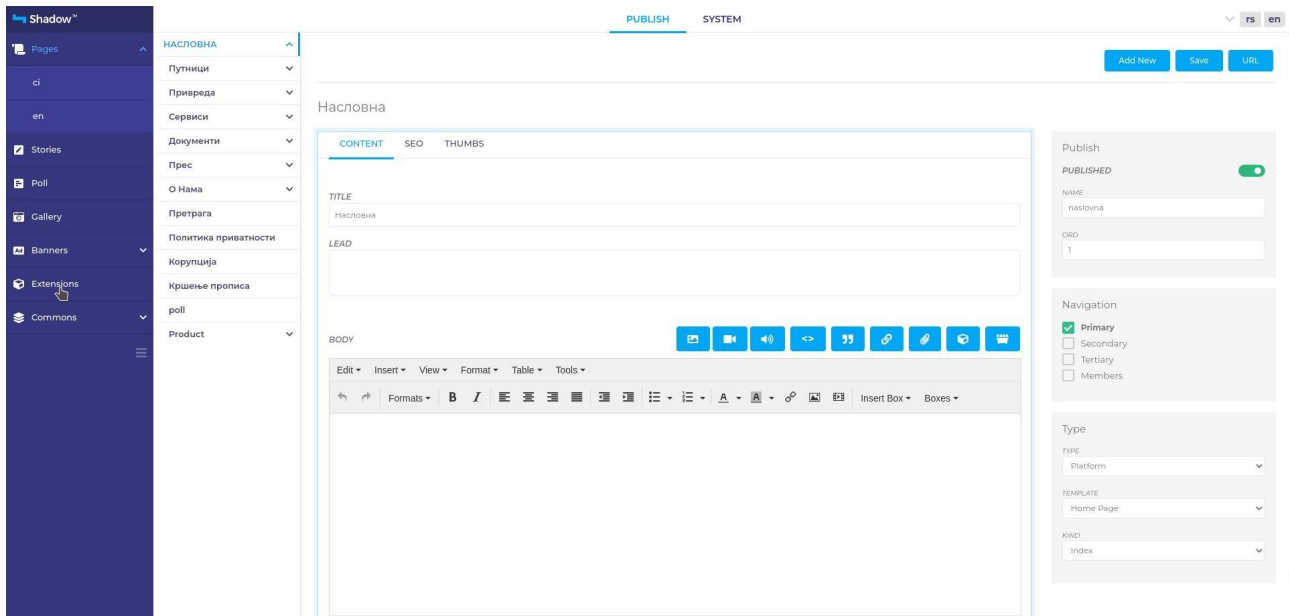 Shadow™
PUBLISH SYSTEM
rs en
Pages
ci
en
Stories
Poll
Gallery
Banners
Extensions
Commons
НАСЛОВНА
Путници
Привреда
Сервиси
Документи
Прес
О Нама
Претрага
Политика приватности
Корупција
Кршење прописа
poll
Product
Add New Save URL
Насловна
CONTENT SEO THUMBS
TITLE
Насловна
LEAD
BODY
Edit Insert View Format Table Tools
Formats B I A A Insert Box Boxes
Publish
PUBLISHED
NAME
naslovna
ORD
1
Navigation
Primary
Secondary
Tertiary
Members
Type
TYPE
Platform
TEMPLATE
Home Page
KIND
Index